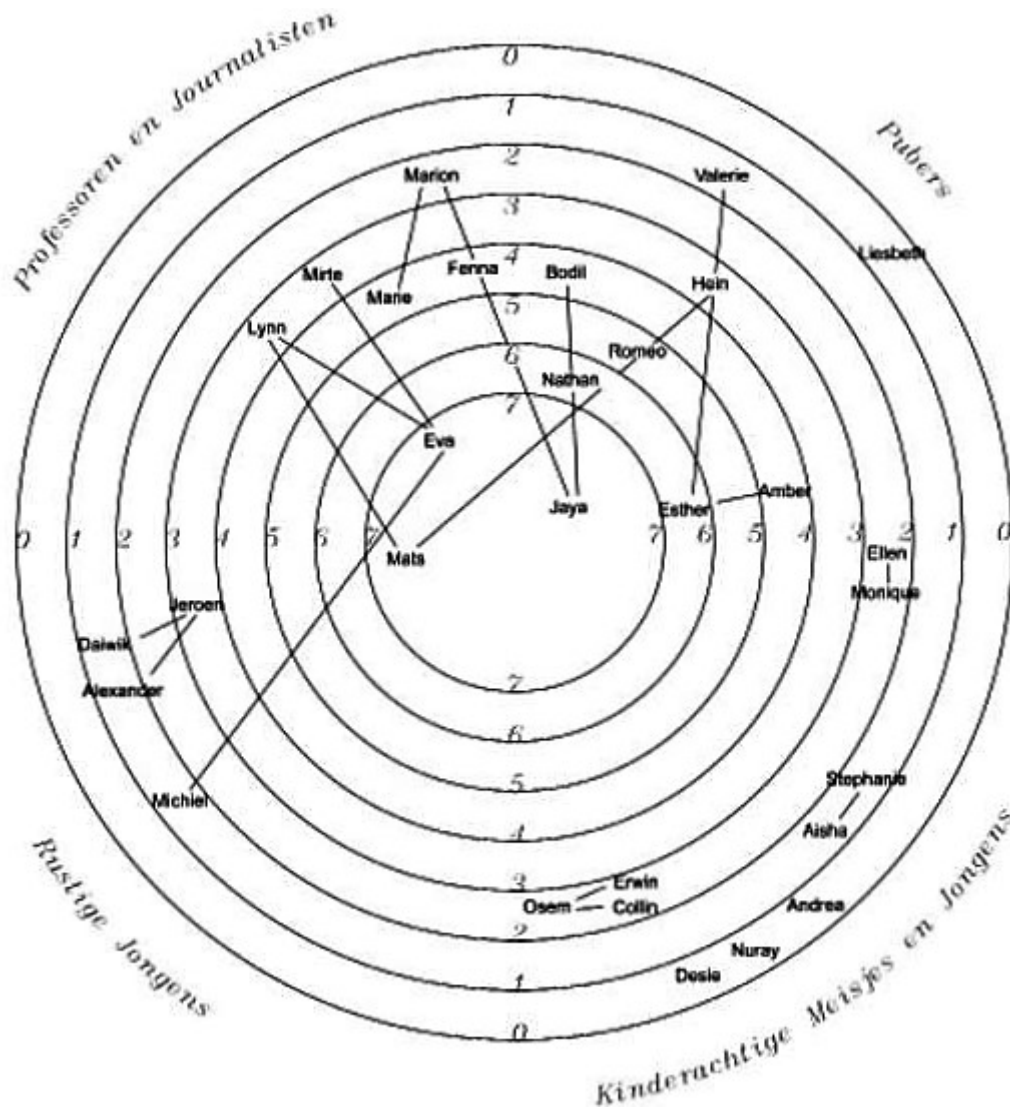 Professoren en Journalisten
Pubers
0
1
2
Marion
Valerie
3
4
Liesbeth
Mirte
Fenna
Bodil
Marie
Hein
5
Lynn
6
Romeo
Nathan
7
Eva
Jaya
Esther
Amber
0
1
2
3
4
5
6
7
Mats
7
6
5
4
3
2
1
0
Ellen
Monique
Jeroen
Daiwik
Alexander
7
6
Michiel
5
Stephanie
4
Aisha
3
Erwin
Osem
Collin
Andrea
2
Nuray
Desie
1
0
Rustige Jongens
Kinderachtige Meisjes en Jongens